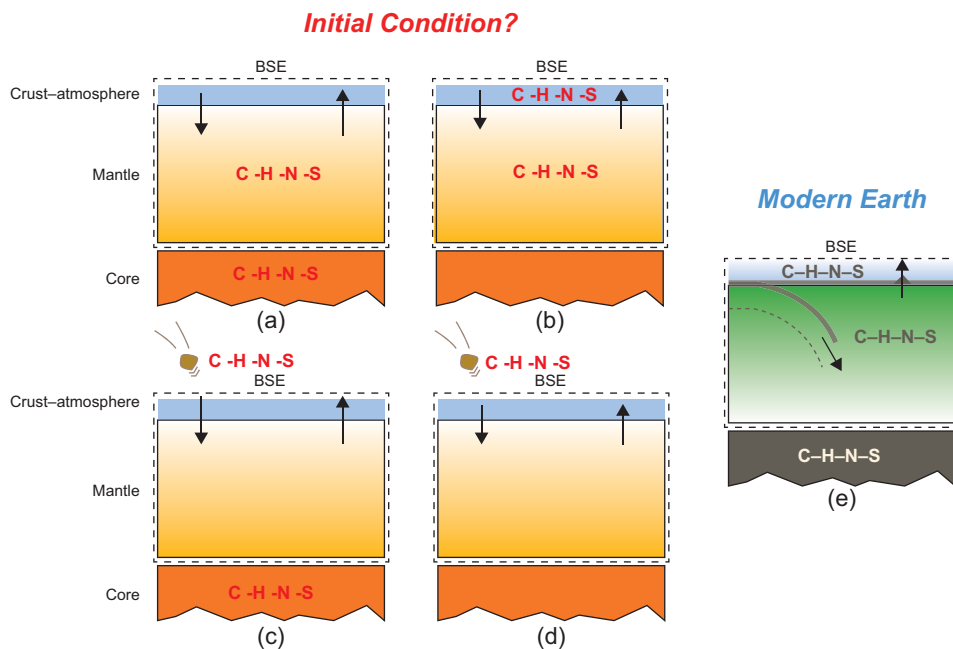 Initial Condition?
BSE
BSE
Crust–atmosphere
C -H -N -S
Mantle
C -H -N -S
C -H -N -S
Core
C -H -N -S
(a)
(b)
C -H -N -S
C -H -N -S
BSE
BSE
Crust–atmosphere
Mantle
Core
C -H -N -S
(c)
(d)
Modern Earth
BSE
C–H–N–S
C–H–N–S
C–H–N–S
(e)